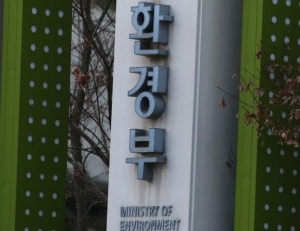 환경부
MINISTRY OF
ENVIRONMENT